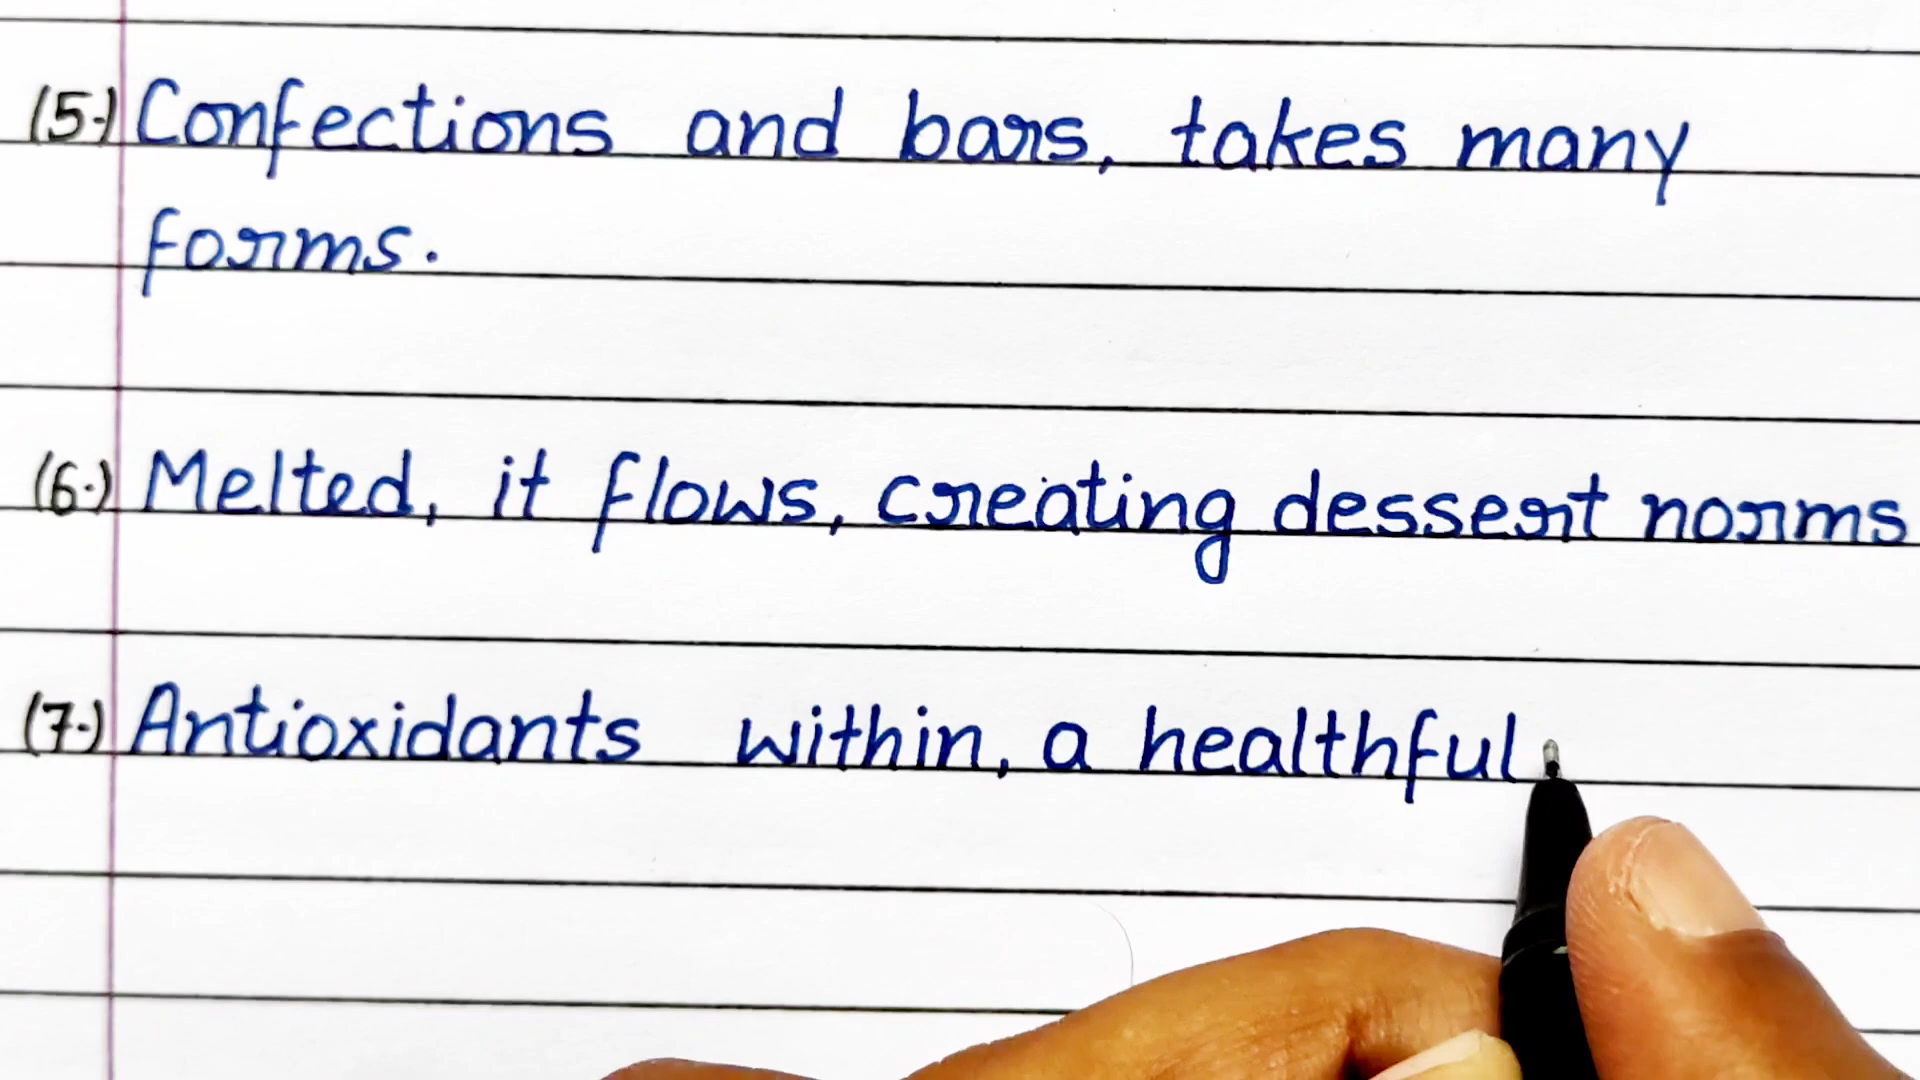 (5.) Confections and bars, takes many
forms.
(6.) Melted, it flows, creating dessert norms
(7.) Antioxidants within, a healthful